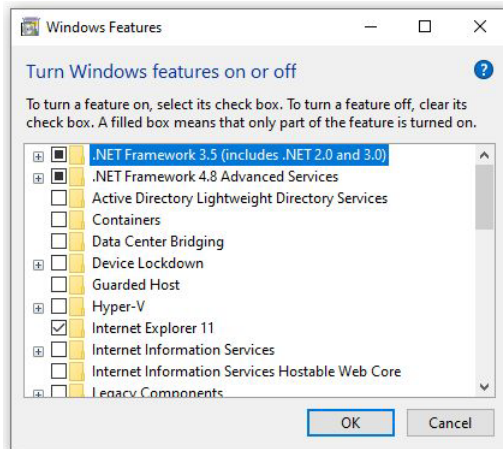 Windows Features
Turn Windows features on or off
To turn a feature on, select its check box. To turn a feature off, clear its
check box. A filled box means that only part of the feature is turned on.
.NET Framework 3.5 (includes .NET 2.0 and 3.0)
.NET Framework 4.8 Advanced Services
Active Directory Lightweight Directory Services
Containers
Data Center Bridging
Device Lockdown
Guarded Host
Hyper-V
Internet Explorer 11
Internet Information Services
Internet Information Services Hostable Web Core
Legacy Components
OK Cancel